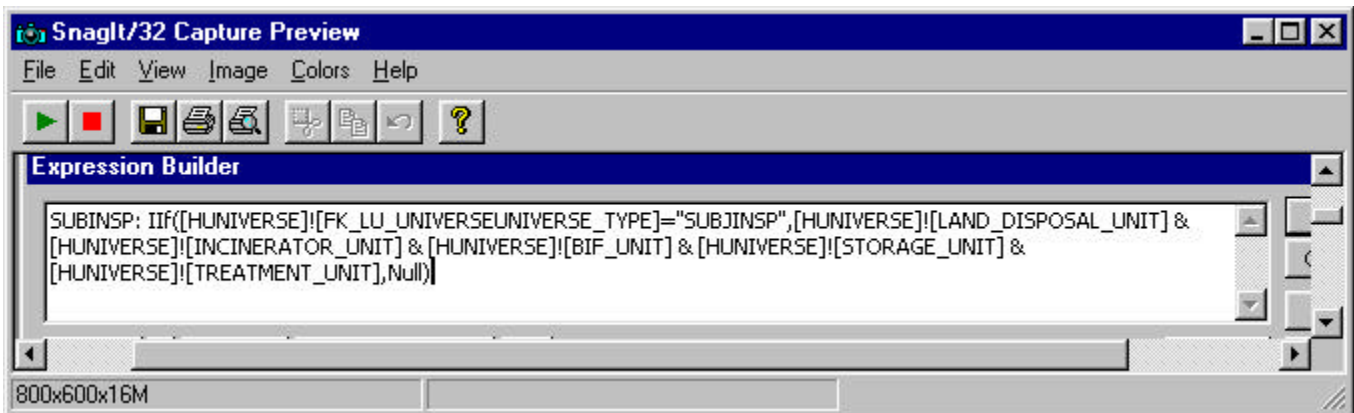 SnagIt/32 Capture Preview
File Edit View Image Colors Help
Expression Builder
SUBINSP: IIf([HUNIVERSE]![FK_LU_UNIVERSEUNIVERSE_TYPE]="SUBJINSP",[HUNIVERSE]![LAND_DISPOSAL_UNIT] &
[HUNIVERSE]![INCINERATOR_UNIT] & [HUNIVERSE]![BIF_UNIT] & [HUNIVERSE]![STORAGE_UNIT] &
[HUNIVERSE]![TREATMENT_UNIT],Null)
800x600x16M